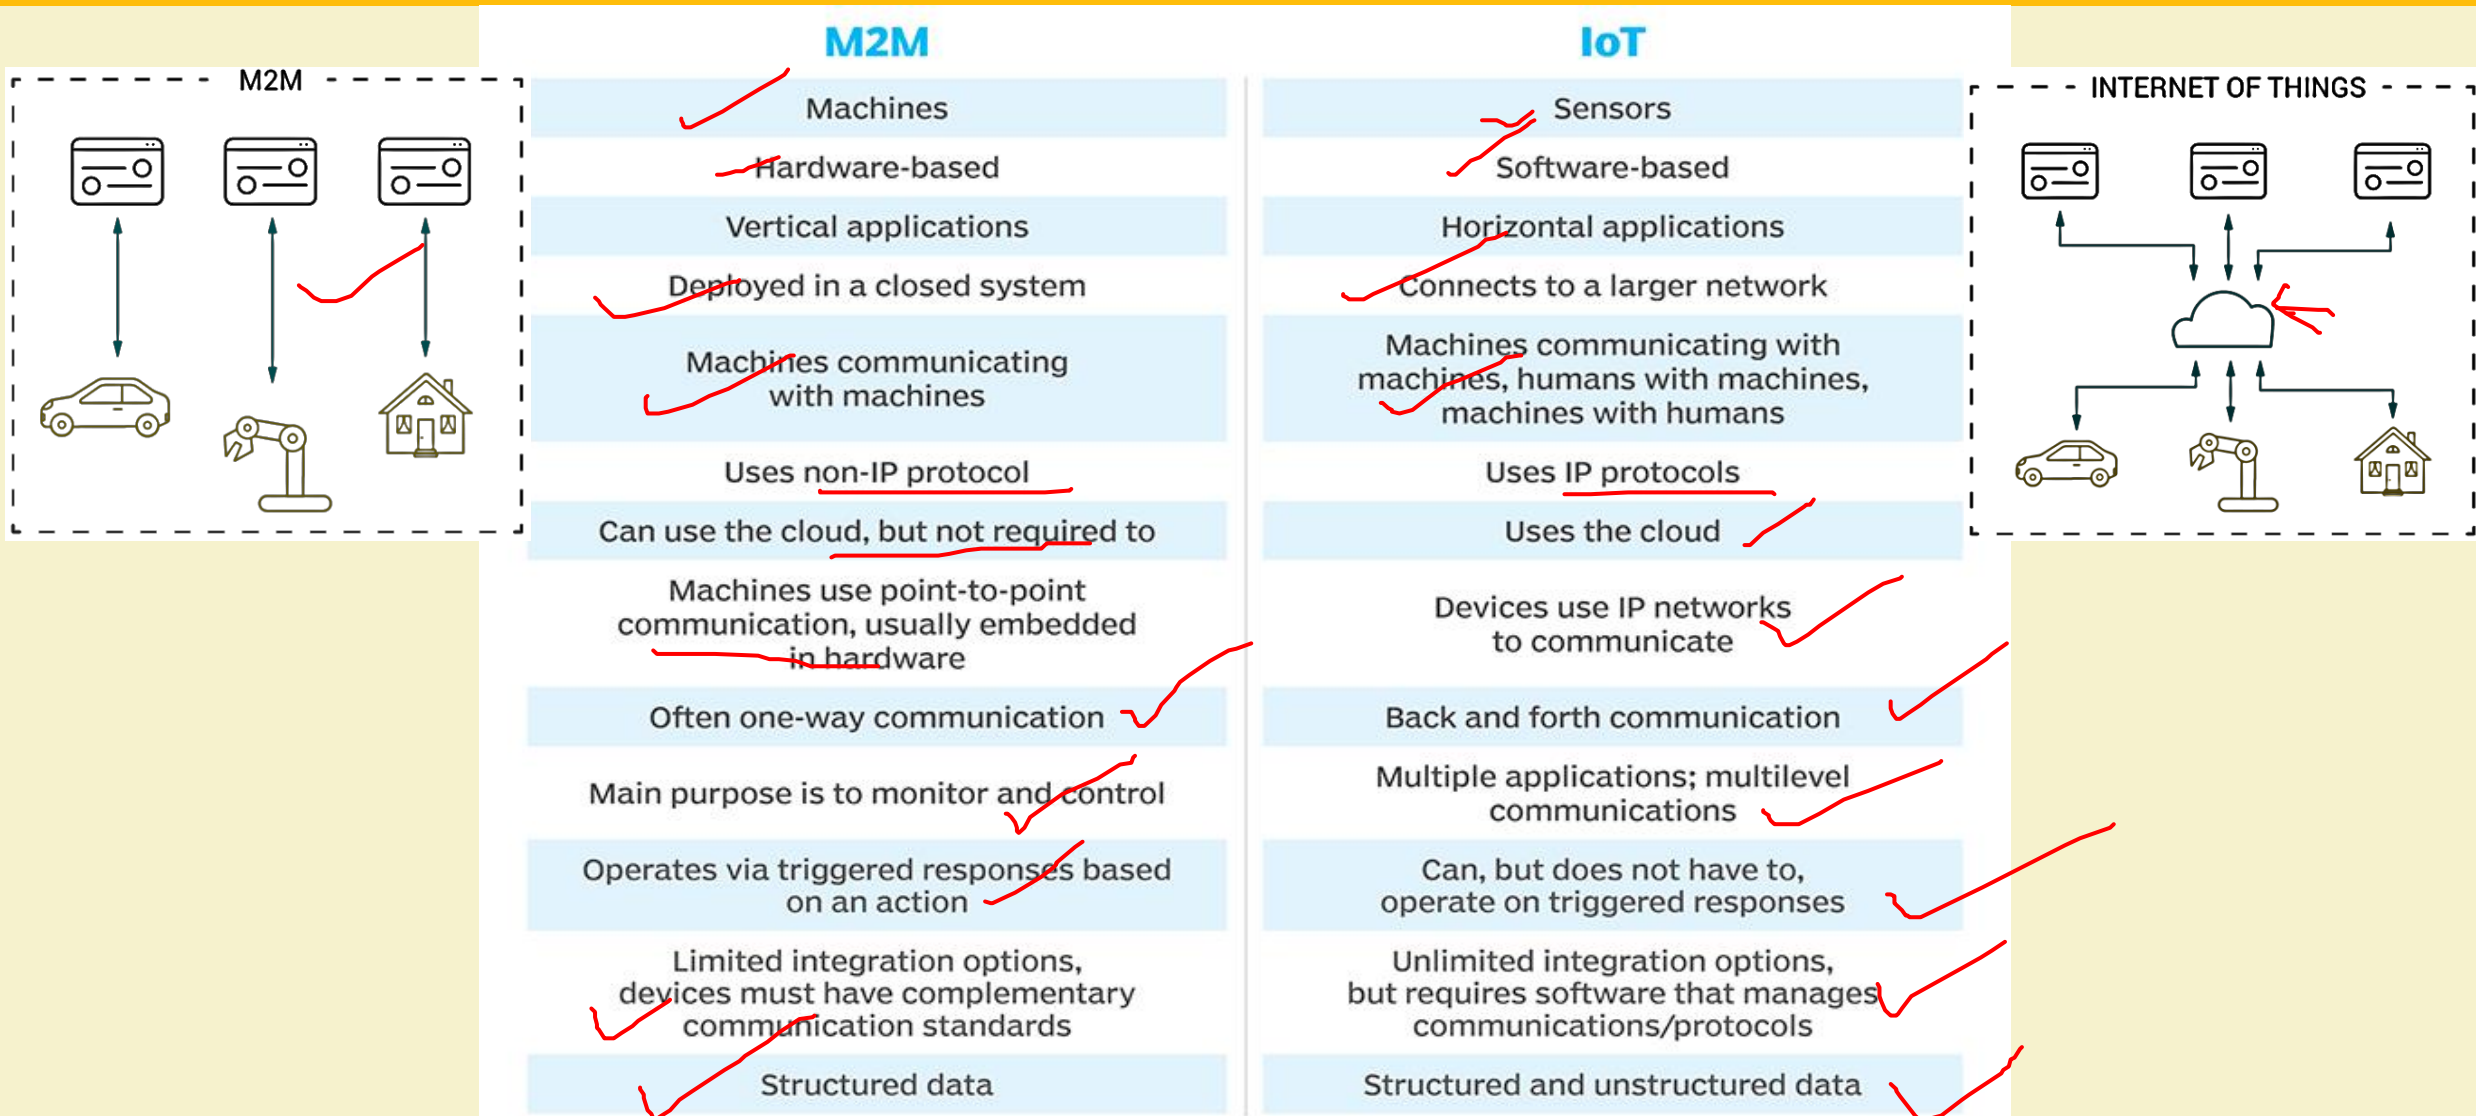 M2M
IoT
M2M
INTERNET OF THINGS
Machines
Sensors
Hardware-based
Software-based
Vertical applications
Horizontal applications
Deployed in a closed system
Connects to a larger network
Machines communicating
with machines
Machines communicating with
machines, humans with machines,
machines with humans
Uses non-IP protocol
Uses IP protocols
Can use the cloud, but not required to
Uses the cloud
Machines use point-to-point
communication, usually embedded
in hardware
Devices use IP networks
to communicate
Often one-way communication
Back and forth communication
Main purpose is to monitor and control
Multiple applications; multilevel
communications
Operates via triggered responses based
on an action
Can, but does not have to,
operate on triggered responses
Limited integration options,
devices must have complementary
communication standards
Unlimited integration options,
but requires software that manages
communications/protocols
Structured data
Structured and unstructured data